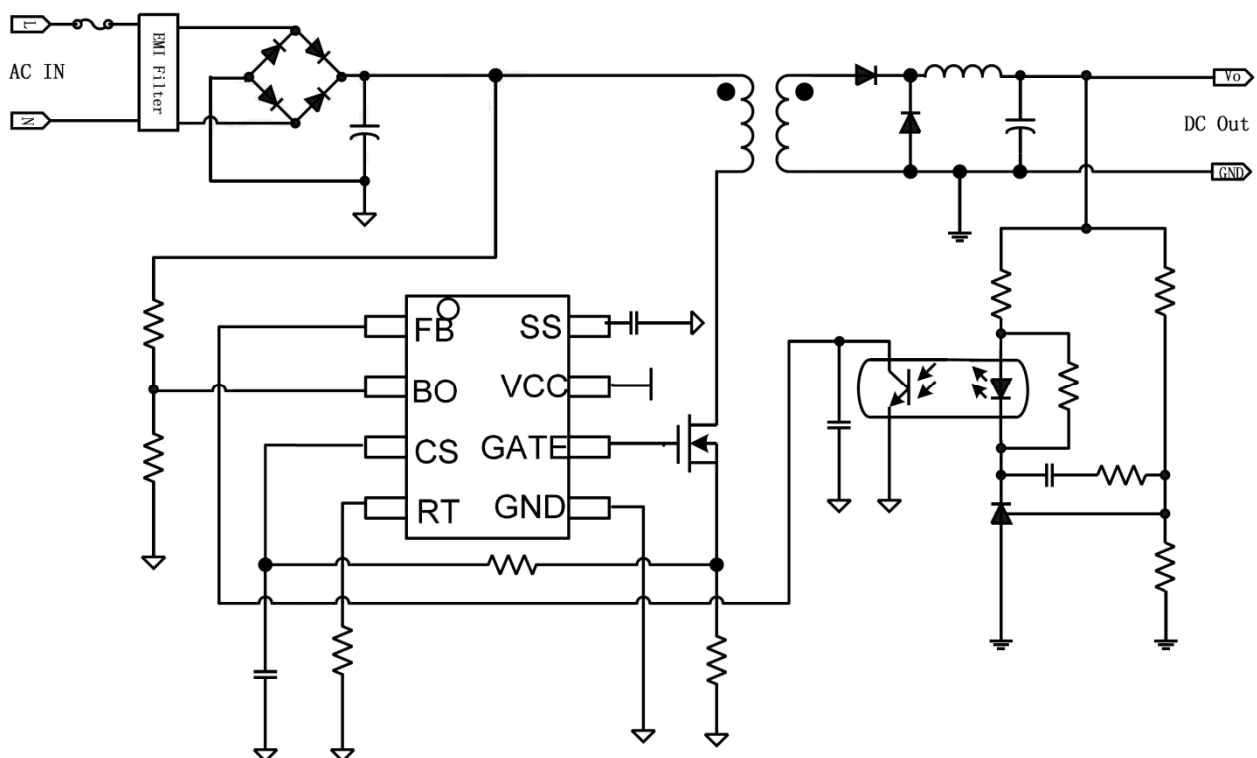 L
AC IN
N
EMI Filter
Vo
DC Out
GND
FB
BO
CS
RT
SS
VCC
GATE
GND